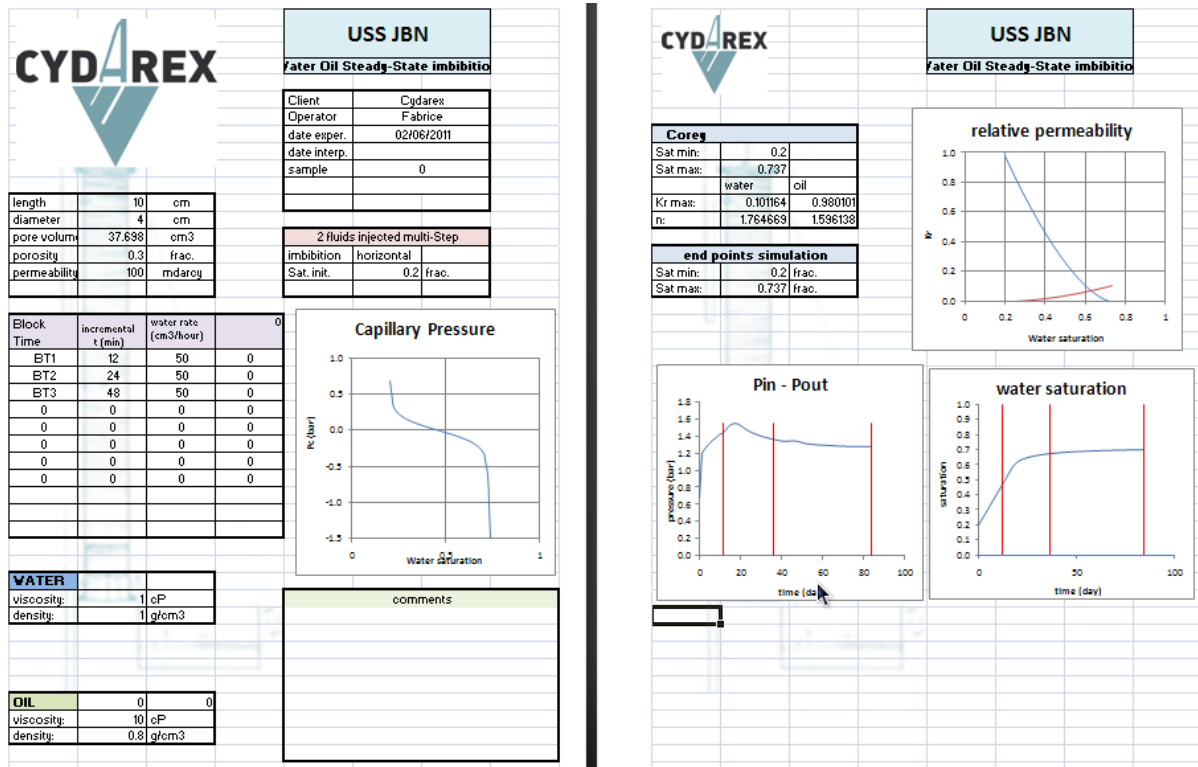 CYDAREX
USS JBN
/ater Oil Steady-State imbibitio
Client Cydarex
Operator Fabrice
date exper. 02/06/2011
date interp.
sample 0
length 10 cm
diameter 4 cm
pore volum 37.698 cm3
porosity 0.3 frac.
permeability 100 mdarcy
2 fluids injected multi-Step
imbibition horizontal
Sat. init. 0.2 frac.
Block Time incremental t (min) water rate (cm3/hour) 0
BT1 12 50 0
BT2 24 50 0
BT3 48 50 0
0 0 0 0
0 0 0 0
0 0 0 0
0 0 0 0
0 0 0 0
Capillary Pressure
1.0
0.5
0.0
-0.5
-1.0
-1.5
Pc (bar)
0 0.5 1
Water saturation
WATER
viscosity: 1 cP
density: 1 g/cm3
comments
OIL 0 0
viscosity: 10 cP
density: 0.8 g/cm3
CYDAREX
USS JBN
/ater Oil Steady-State imbibitio
Corey
Sat min: 0.2
Sat max: 0.737
water oil
Kr max: 0.101164 0.980101
n: 1.764669 1.596138
end points simulation
Sat min: 0.2 frac.
Sat max: 0.737 frac.
relative permeability
1.0
0.8
0.6
0.4
0.2
0.0
Kr
0 0.2 0.4 0.6 0.8 1
Water saturation
Pin - Pout
1.8
1.6
1.4
1.2
1.0
0.8
0.6
0.4
0.2
0.0
pressure (bar)
0 20 40 60 80 100
time (da
water saturation
1.0
0.9
0.8
0.7
0.6
0.5
0.4
0.3
0.2
0.1
0.0
saturation
0 50 100
time (day)